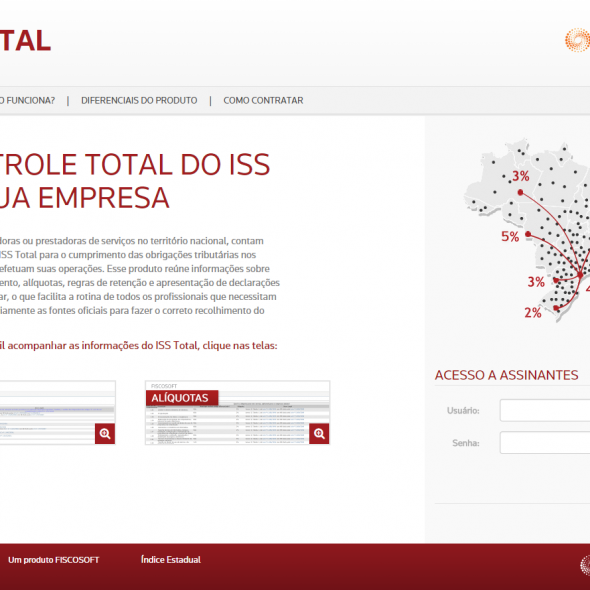 TAL
O FUNCIONA? | DIFERENCIAIS DO PRODUTO | COMO CONTRATAR
TROLE TOTAL DO ISS
UA EMPRESA
doras ou prestadoras de serviços no território nacional, contam
ISS Total para o cumprimento das obrigações tributárias nos
efetuam suas operações. Esse produto reúne informações sobre
ento, alíquotas, regras de retenção e apresentação de declarações
ar, o que facilita a rotina de todos os profissionais que necessitam
iamente as fontes oficiais para fazer o correto recolhimento do
il acompanhar as informações do ISS Total, clique nas telas:
FISCOSOFT
ALÍQUOTAS
3%
5%
3%
4
2%
ACESSO A ASSINANTES
Usuário:
Senha:
Um produto FISCOSOFT
Índice Estadual